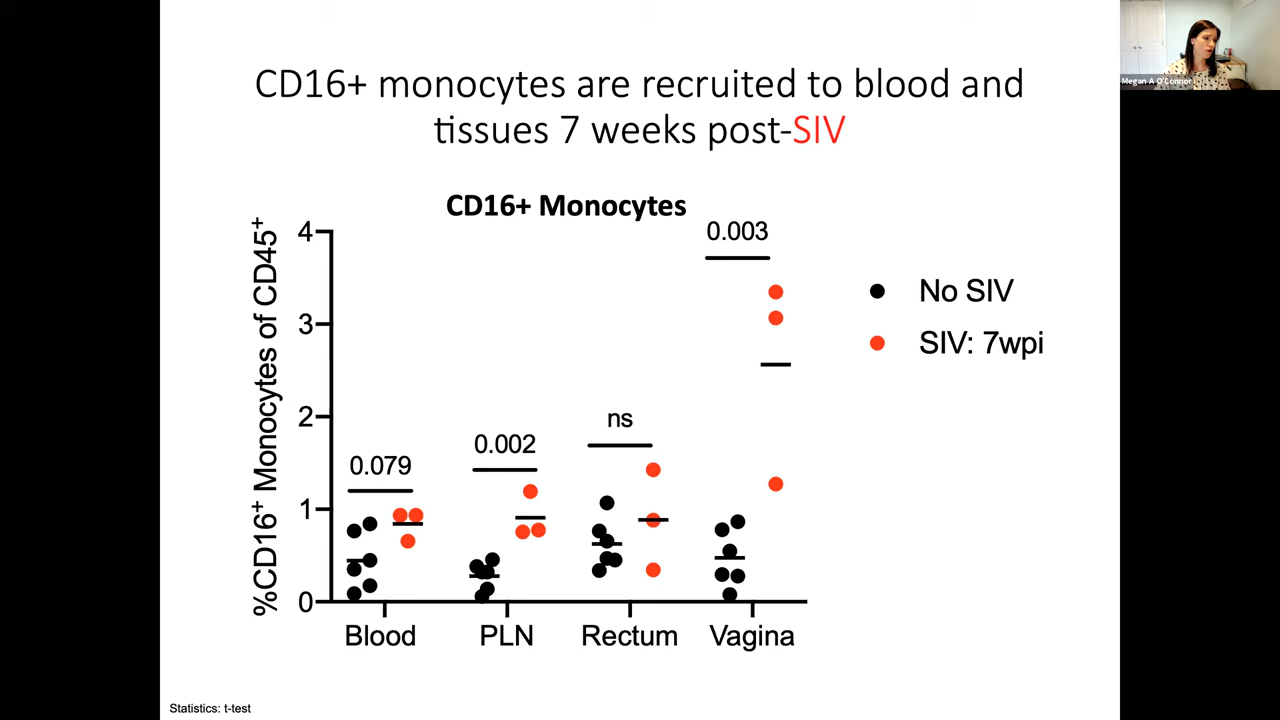 CD16+ monocytes are recruited to blood and
tissues 7 weeks post-SIV
Megan A O'Connor
CD16+ Monocytes
%CD16+ Monocytes of CD45+
4
3
2
1
0
0.079
0.002
ns
0.003
No SIV
SIV: 7wpi
Blood
PLN
Rectum
Vagina
Statistics: t-test